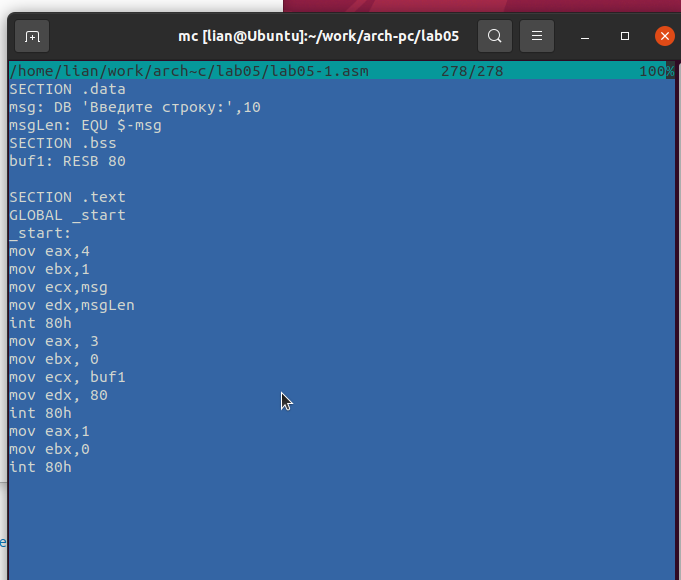 mc [lian@Ubuntu]:~/work/arch-pc/lab05
/home/lian/work/arch~c/lab05/lab05-1.asm 278/278 100%
SECTION .data
msg: DB 'Введите строку:',10
msgLen: EQU $-msg
SECTION .bss
buf1: RESB 80
SECTION .text
GLOBAL _start
_start:
mov eax,4
mov ebx,1
mov ecx,msg
mov edx,msgLen
int 80h
mov eax, 3
mov ebx, 0
mov ecx, buf1
mov edx, 80
int 80h
mov eax,1
mov ebx,0
int 80h